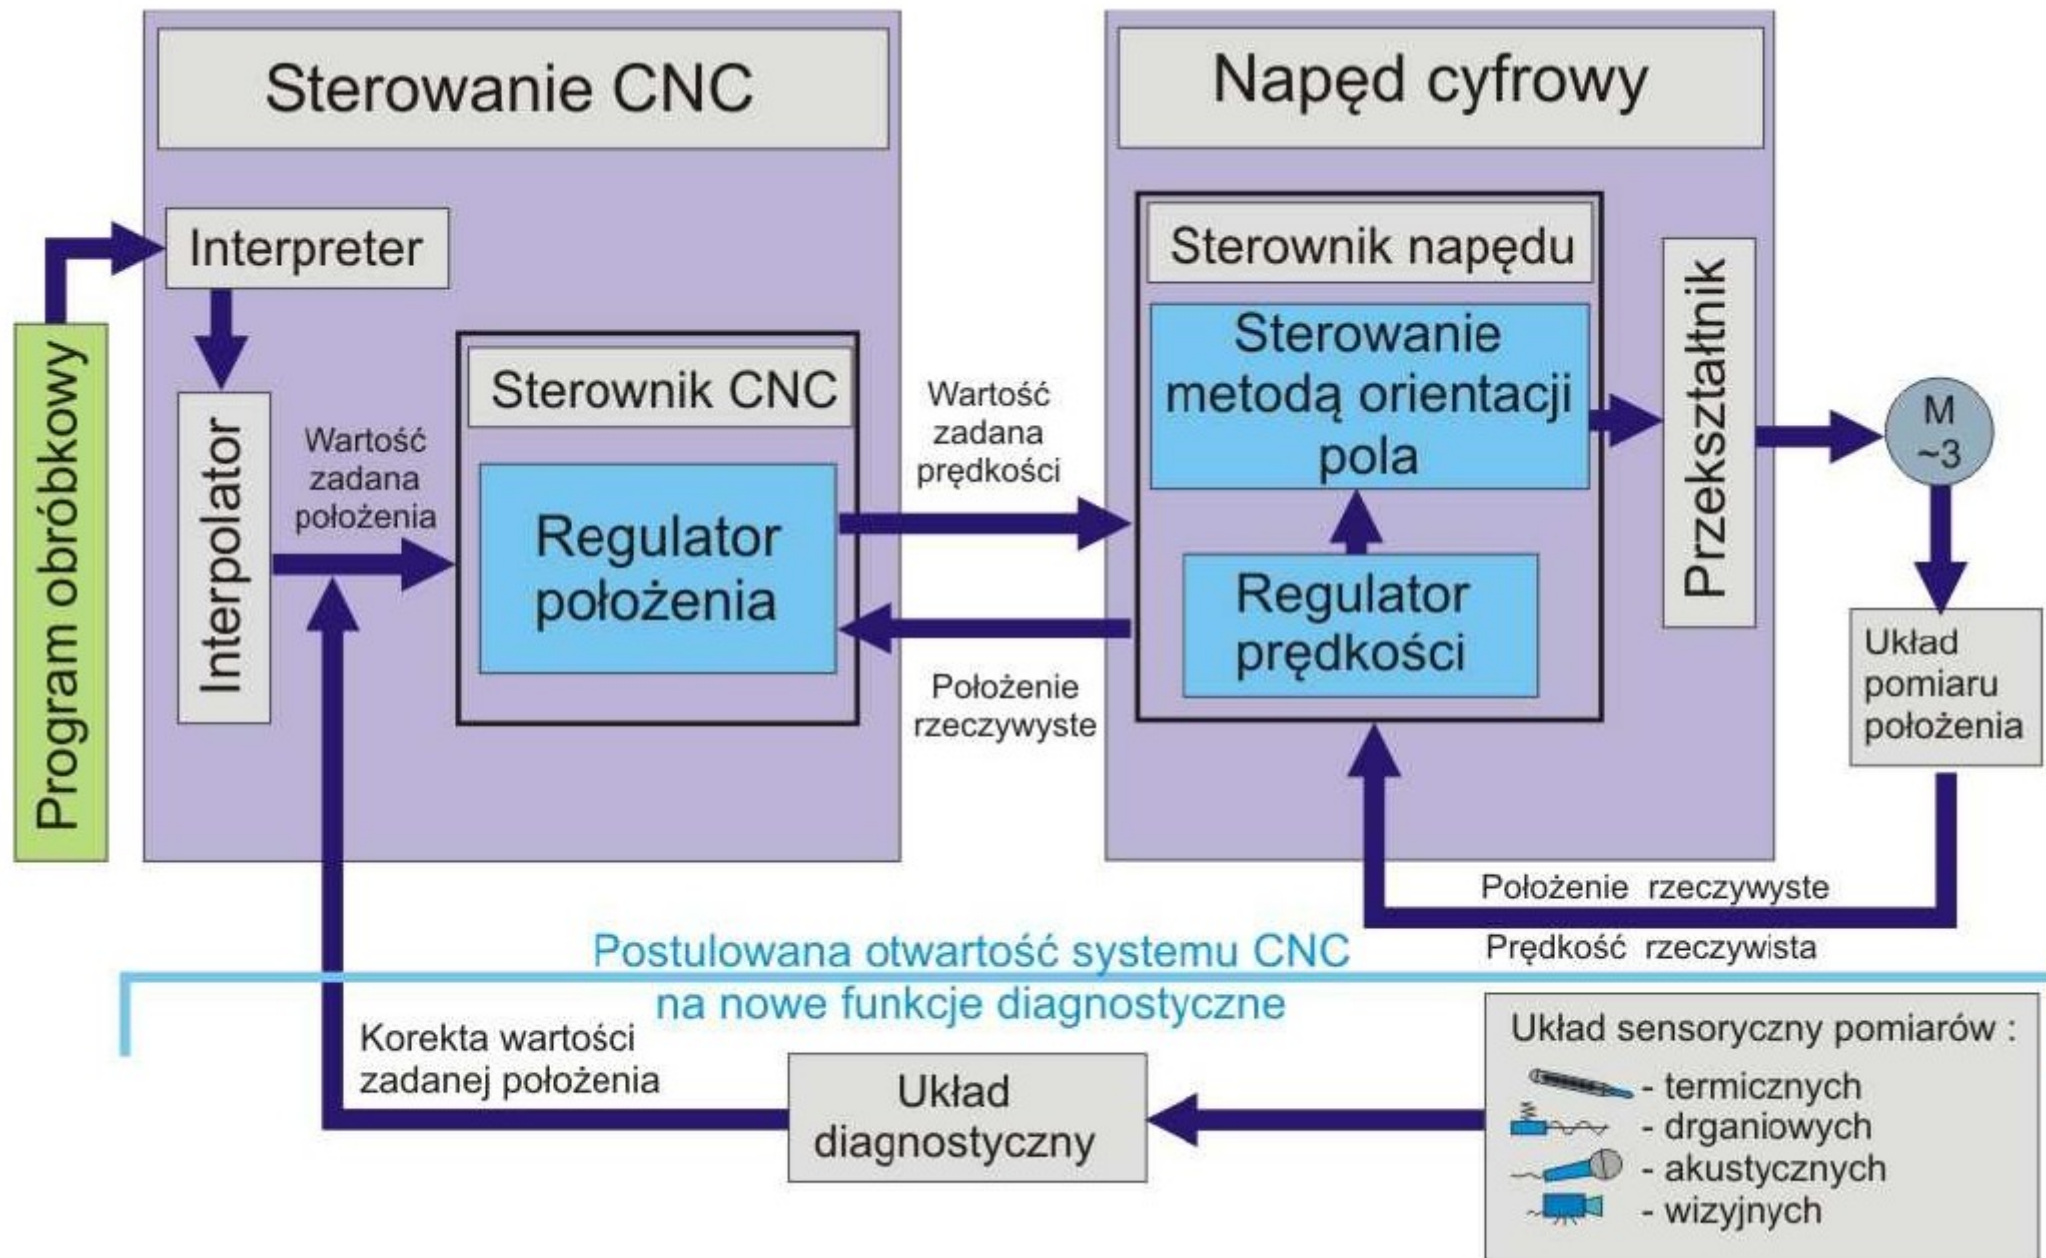 Sterowanie CNC
Napęd cyfrowy
Program obróbkowy
Interpreter
Interpolator
Wartość
zadana
położenia
Sterownik CNC
Regulator
położenia
Wartość
zadana
prędkości
Położenie
rzeczywyste
Sterownik napędu
Sterowanie
metodą orientacji
pola
Regulator
prędkości
Przekształtnik
M
~3
Układ
pomiaru
położenia
Położenie rzeczywyste
Prędkość rzeczywista
Postulowana otwartość systemu CNC
na nowe funkcje diagnostyczne
Korekta wartości
zadanej położenia
Układ
diagnostyczny
Układ sensoryczny pomiarów :
- termicznych
- drganiowych
- akustycznych
- wizyjnych